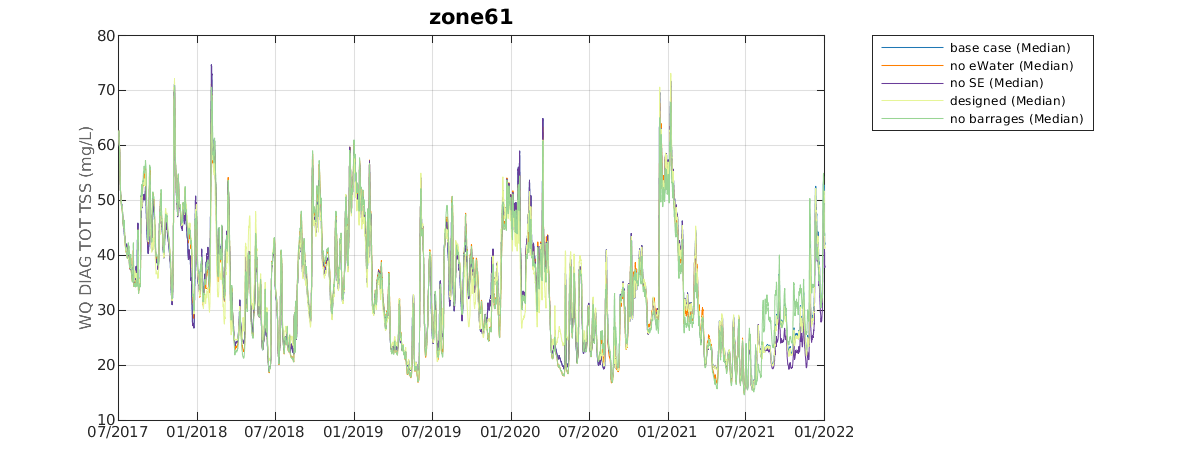 zone61
WQ DIAG TOT TSS (mg/L)
80
70
60
50
40
30
20
10
07/2017 01/2018 07/2018 01/2019 07/2019 01/2020 07/2020 01/2021 07/2021 01/2022
base case (Median)
no eWater (Median)
no SE (Median)
designed (Median)
no barrages (Median)